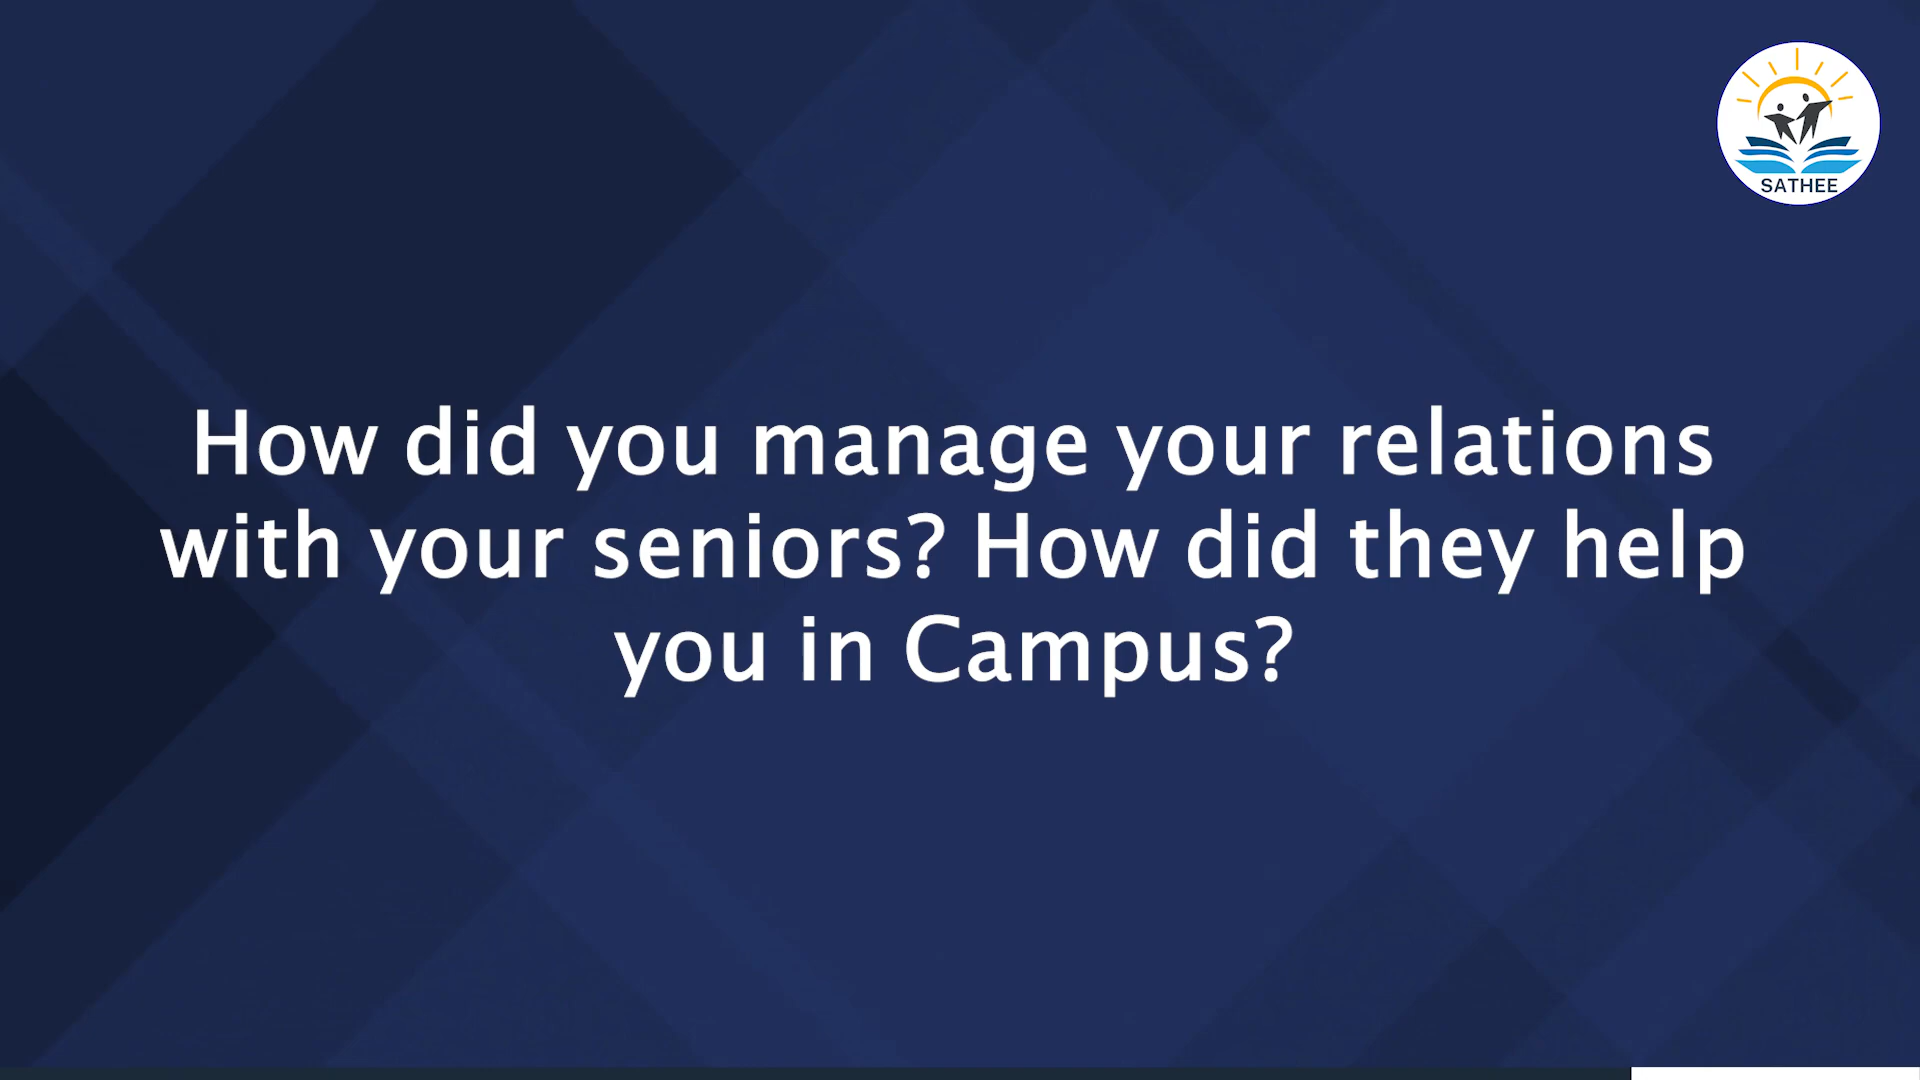 SATHEE
How did you manage your relations
with your seniors? How did they help
you in Campus?